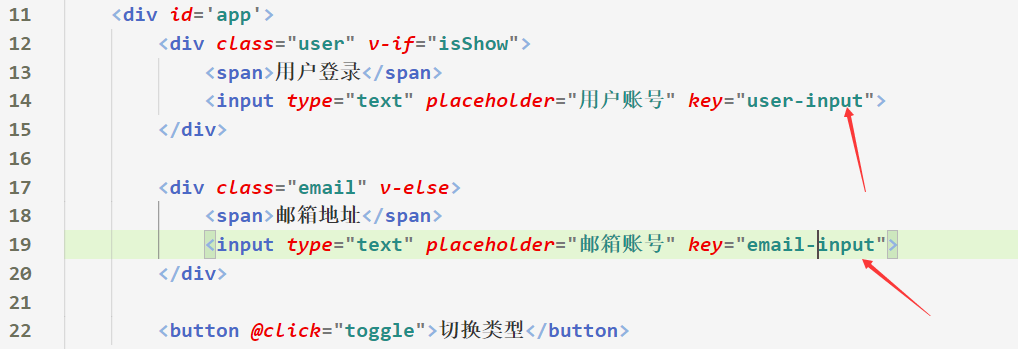 11 <div id='app'>
12 <div class="user" v-if="isShow">
13 <span>用户登录</span>
14 <input type="text" placeholder="用户账号" key="user-input">
15 </div>
16
17 <div class="email" v-else>
18 <span>邮箱地址</span>
19 <input type="text" placeholder="邮箱账号" key="email-input">
20 </div>
21
22 <button @click="toggle">切换类型</button>